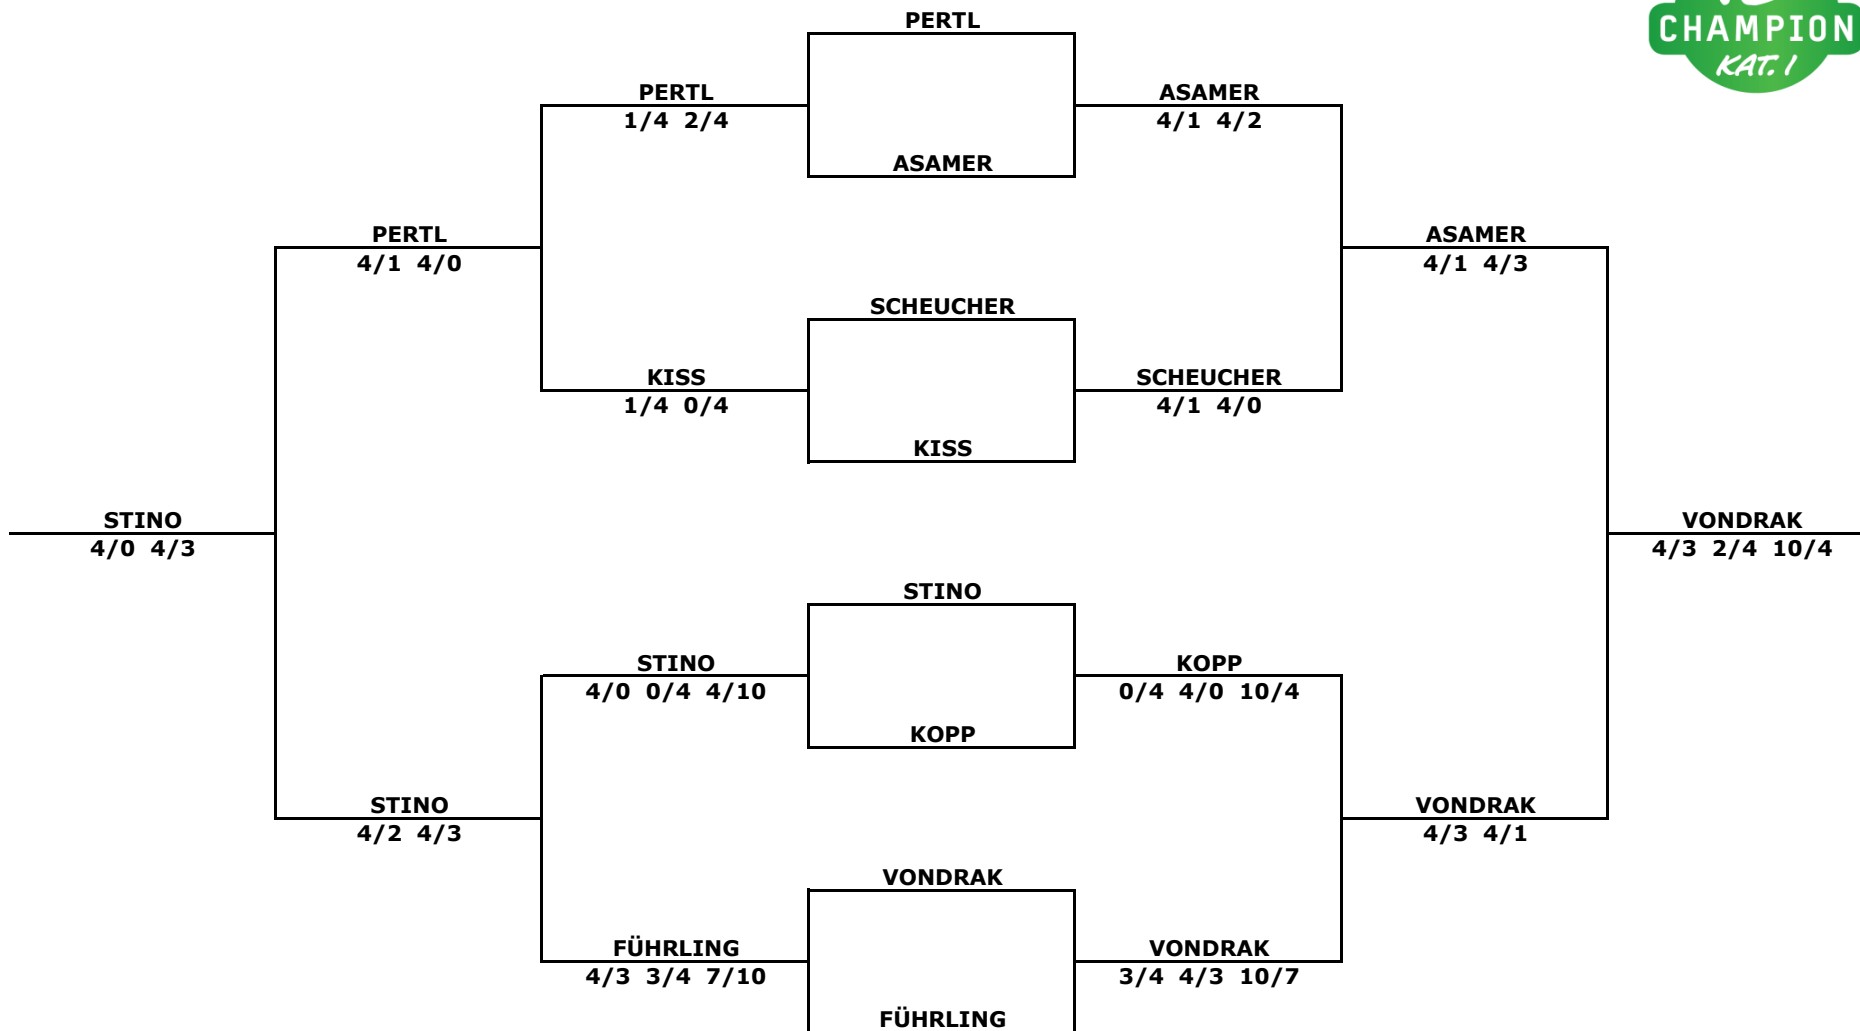 PERTL
CHAMPION
KAT. I
PERTL
1/4 2/4
ASAMER
4/1 4/2
ASAMER
PERTL
4/1 4/0
ASAMER
4/1 4/3
SCHEUCHER
KISS
1/4 0/4
SCHEUCHER
4/1 4/0
KISS
STINO
4/0 4/3
VONDRAK
4/3 2/4 10/4
STINO
STINO
4/0 0/4 4/10
KOPP
0/4 4/0 10/4
KOPP
STINO
4/2 4/3
VONDRAK
4/3 4/1
VONDRAK
FÜHRLING
4/3 3/4 7/10
VONDRAK
3/4 4/3 10/7
FÜHRLING